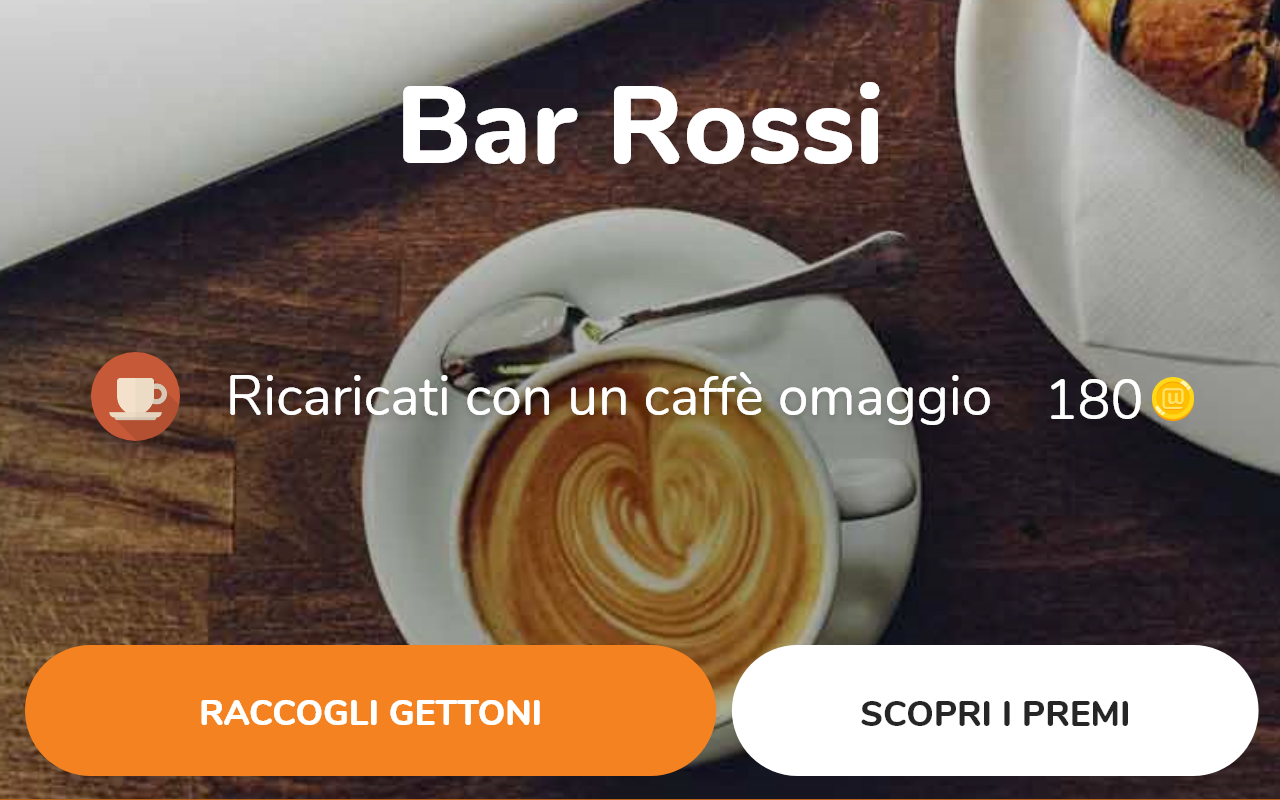 Bar Rossi
Ricaricati con un caffè omaggio 180
RACCOGLI GETTONI
SCOPRI I PREMI